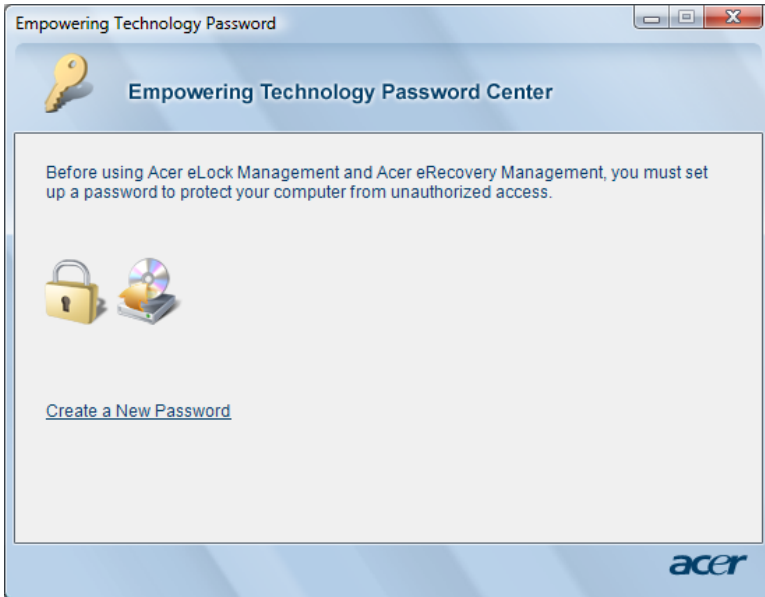 Empowering Technology Password
Empowering Technology Password Center
Before using Acer eLock Management and Acer eRecovery Management, you must set
up a password to protect your computer from unauthorized access.
Create a New Password
acer